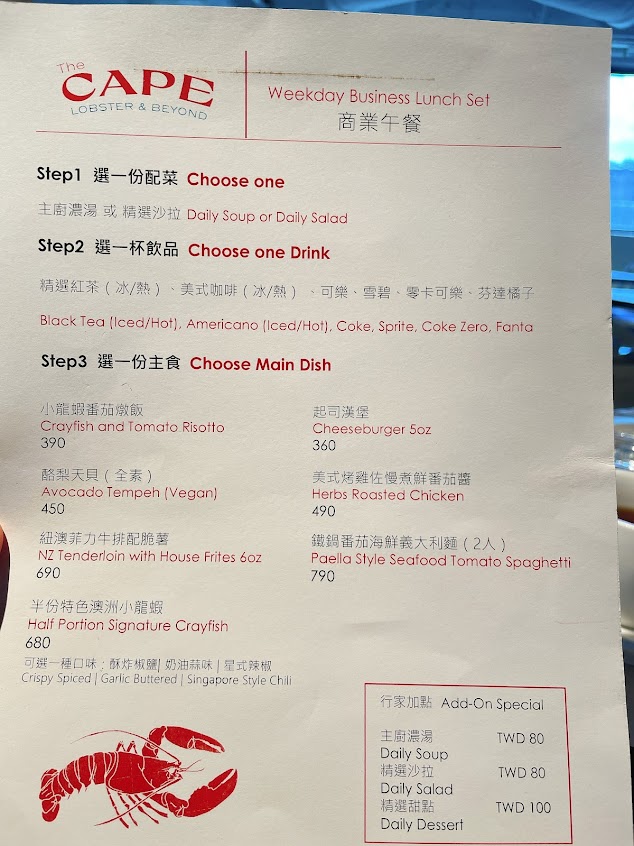 The
CAPE
LOBSTER & BEYOND
Weekday Business Lunch Set
商業午餐
Step1 選一份配菜 Choose one
主廚濃湯 或 精選沙拉 Daily Soup or Daily Salad
Step2 選一杯飲品 Choose one Drink
精選紅茶（冰/熱）、美式咖啡（冰/熱）、可樂、雪碧、零卡可樂、芬達橘子
Black Tea (Iced/Hot), Americano (Iced/Hot), Coke, Sprite, Coke Zero, Fanta
Step3 選一份主食 Choose Main Dish
小龍蝦番茄燉飯
Crayfish and Tomato Risotto
390
起司漢堡
Cheeseburger 5oz
360
酪梨天貝（全素）
Avocado Tempeh (Vegan)
450
美式烤雞佐慢煮鮮番茄醬
Herbs Roasted Chicken
490
紐澳菲力牛排配脆薯
NZ Tenderloin with House Frites 6oz
690
鐵鍋番茄海鮮義大利麵（2人）
Paella Style Seafood Tomato Spaghetti
790
半份特色澳洲小龍蝦
Half Portion Signature Crayfish
680
可選一種口味：酥炸椒鹽| 奶油蒜味 | 星式辣椒
Crispy Spiced | Garlic Buttered | Singapore Style Chili
行家加點 Add-On Special
主廚濃湯 TWD 80
Daily Soup
精選沙拉 TWD 80
Daily Salad
精選甜點 TWD 100
Daily Dessert